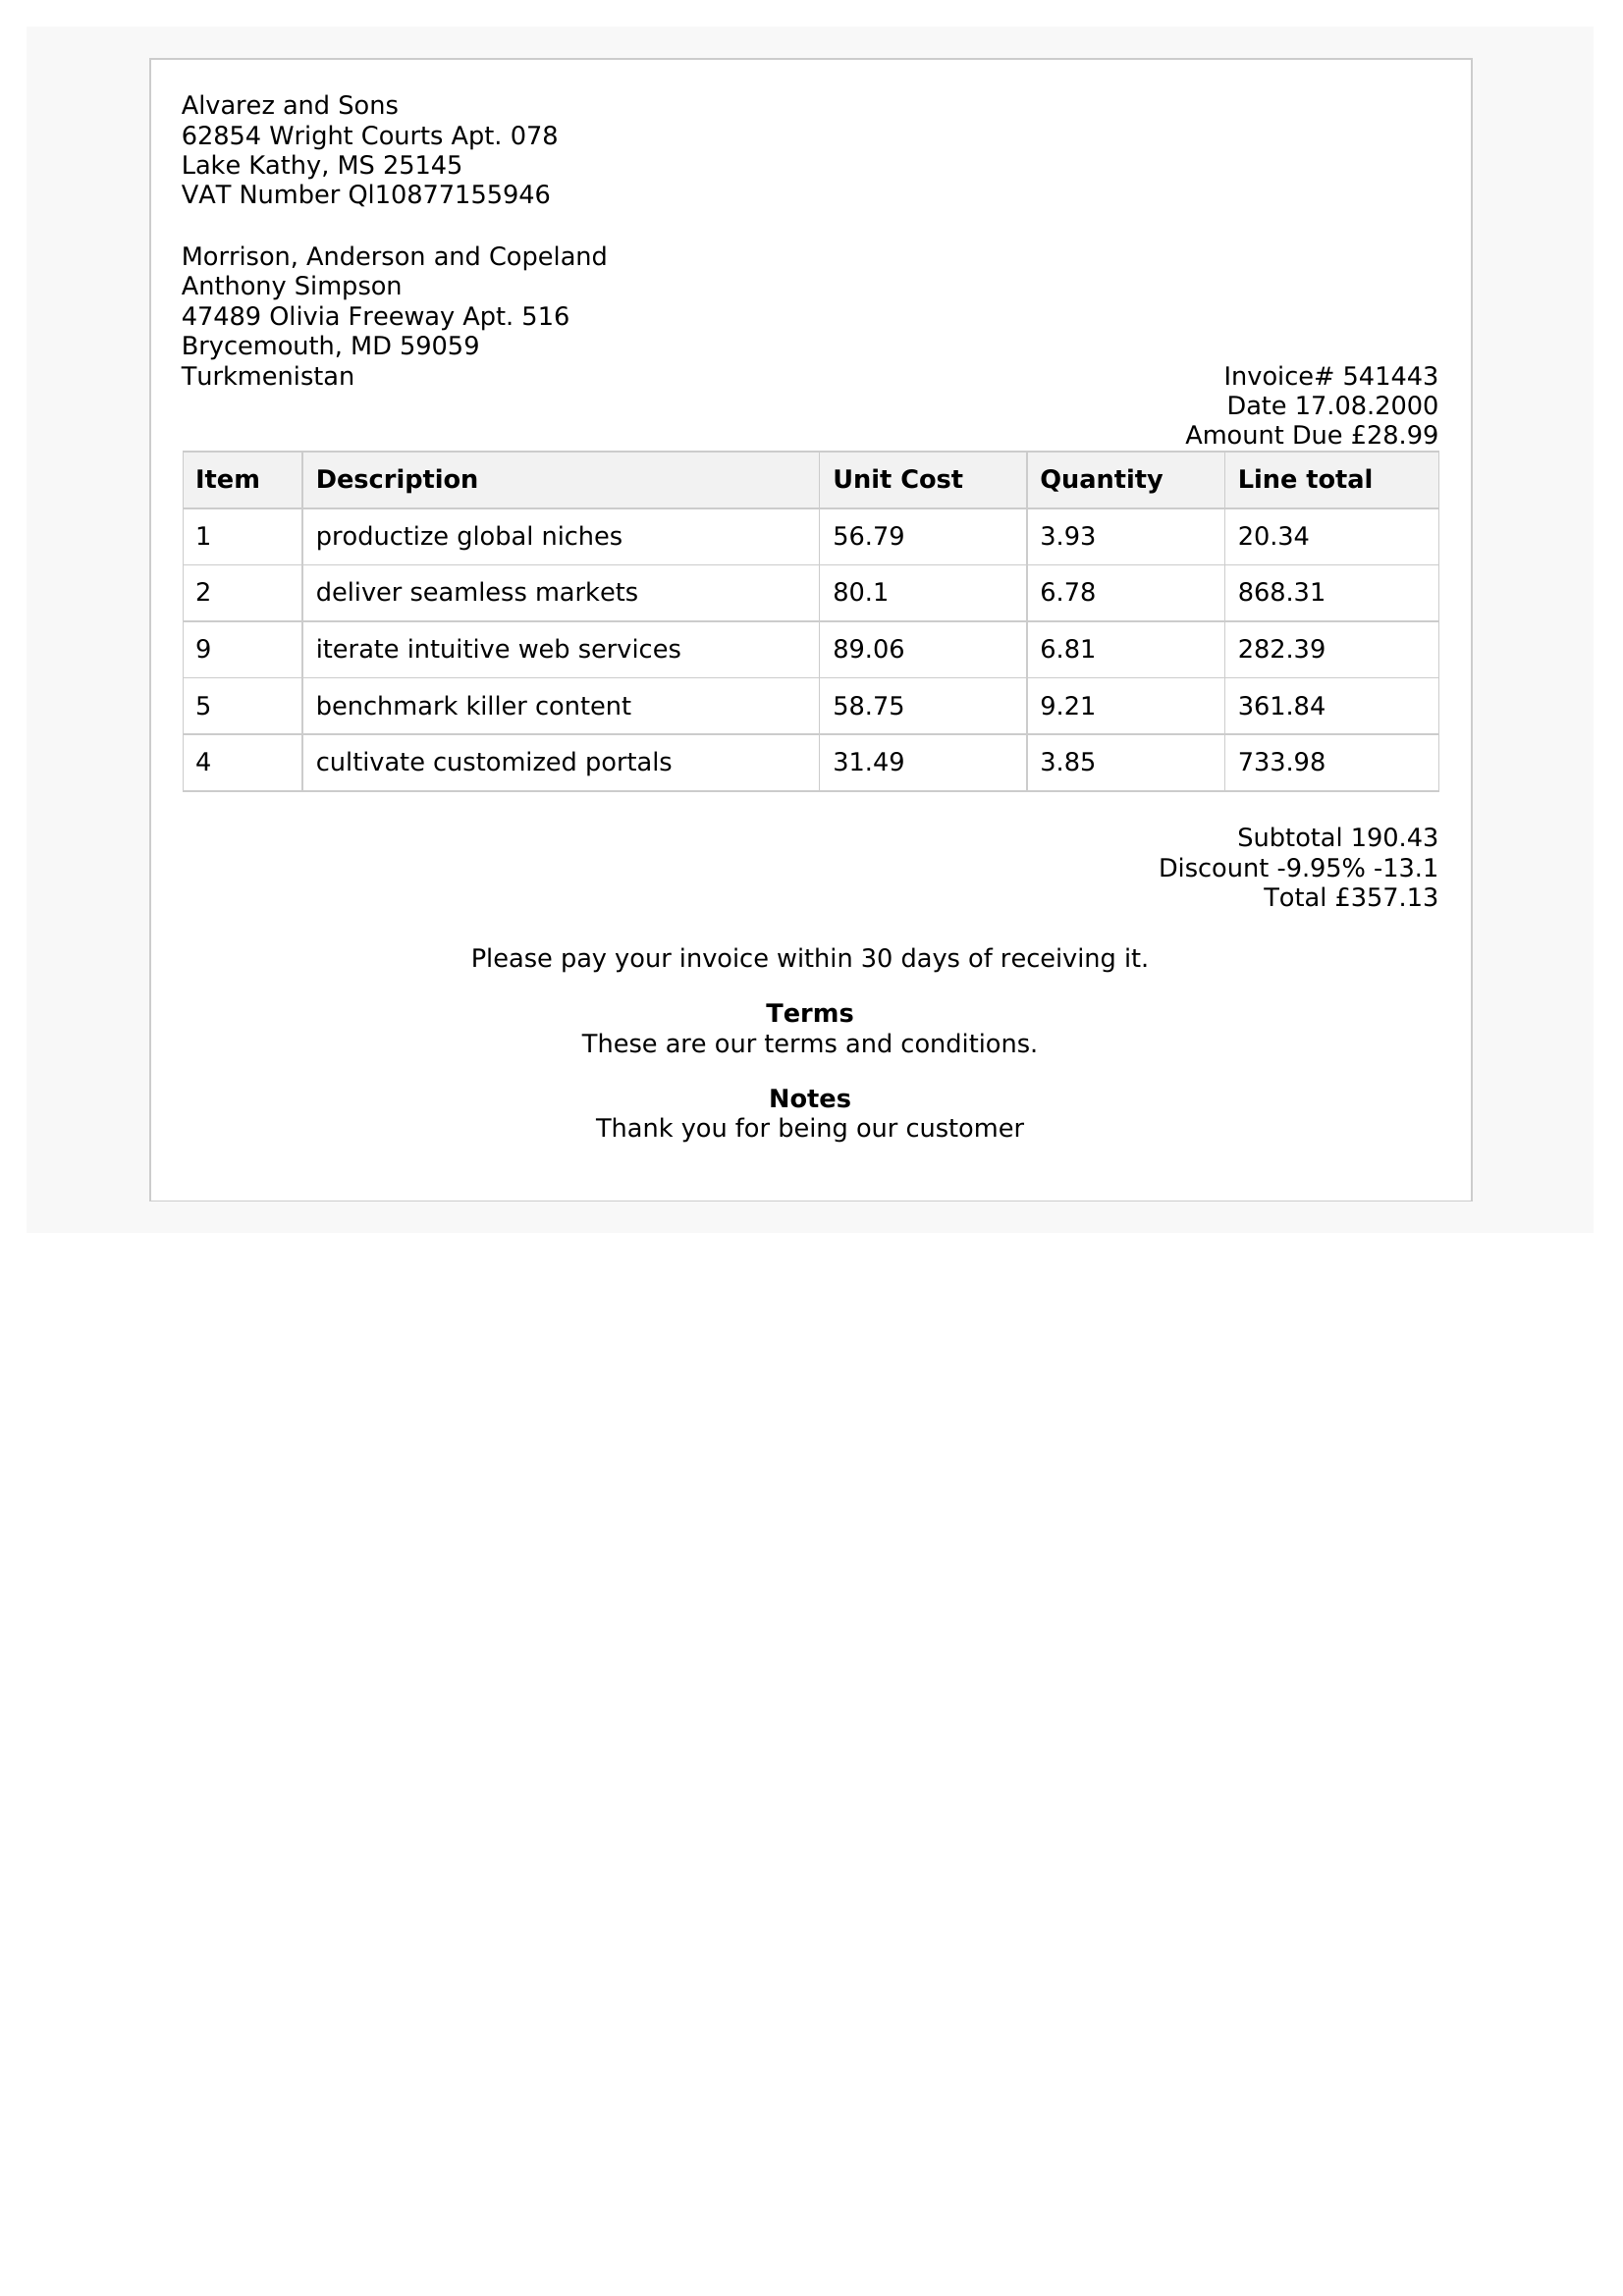 Alvarez and Sons
62854 Wright Courts Apt. 078
Lake Kathy, MS 25145
VAT Number Ql10877155946
Morrison, Anderson and Copeland
Anthony Simpson
47489 Olivia Freeway Apt. 516
Brycemouth, MD 59059
Turkmenistan
Invoice# 541443
Date 17.08.2000
Amount Due £28.99
Item Description Unit Cost Quantity Line total
1 productize global niches 56.79 3.93 20.34
2 deliver seamless markets 80.1 6.78 868.31
9 iterate intuitive web services 89.06 6.81 282.39
5 benchmark killer content 58.75 9.21 361.84
4 cultivate customized portals 31.49 3.85 733.98
Subtotal 190.43
Discount -9.95% -13.1
Total £357.13
Please pay your invoice within 30 days of receiving it.
Terms
These are our terms and conditions.
Notes
Thank you for being our customer